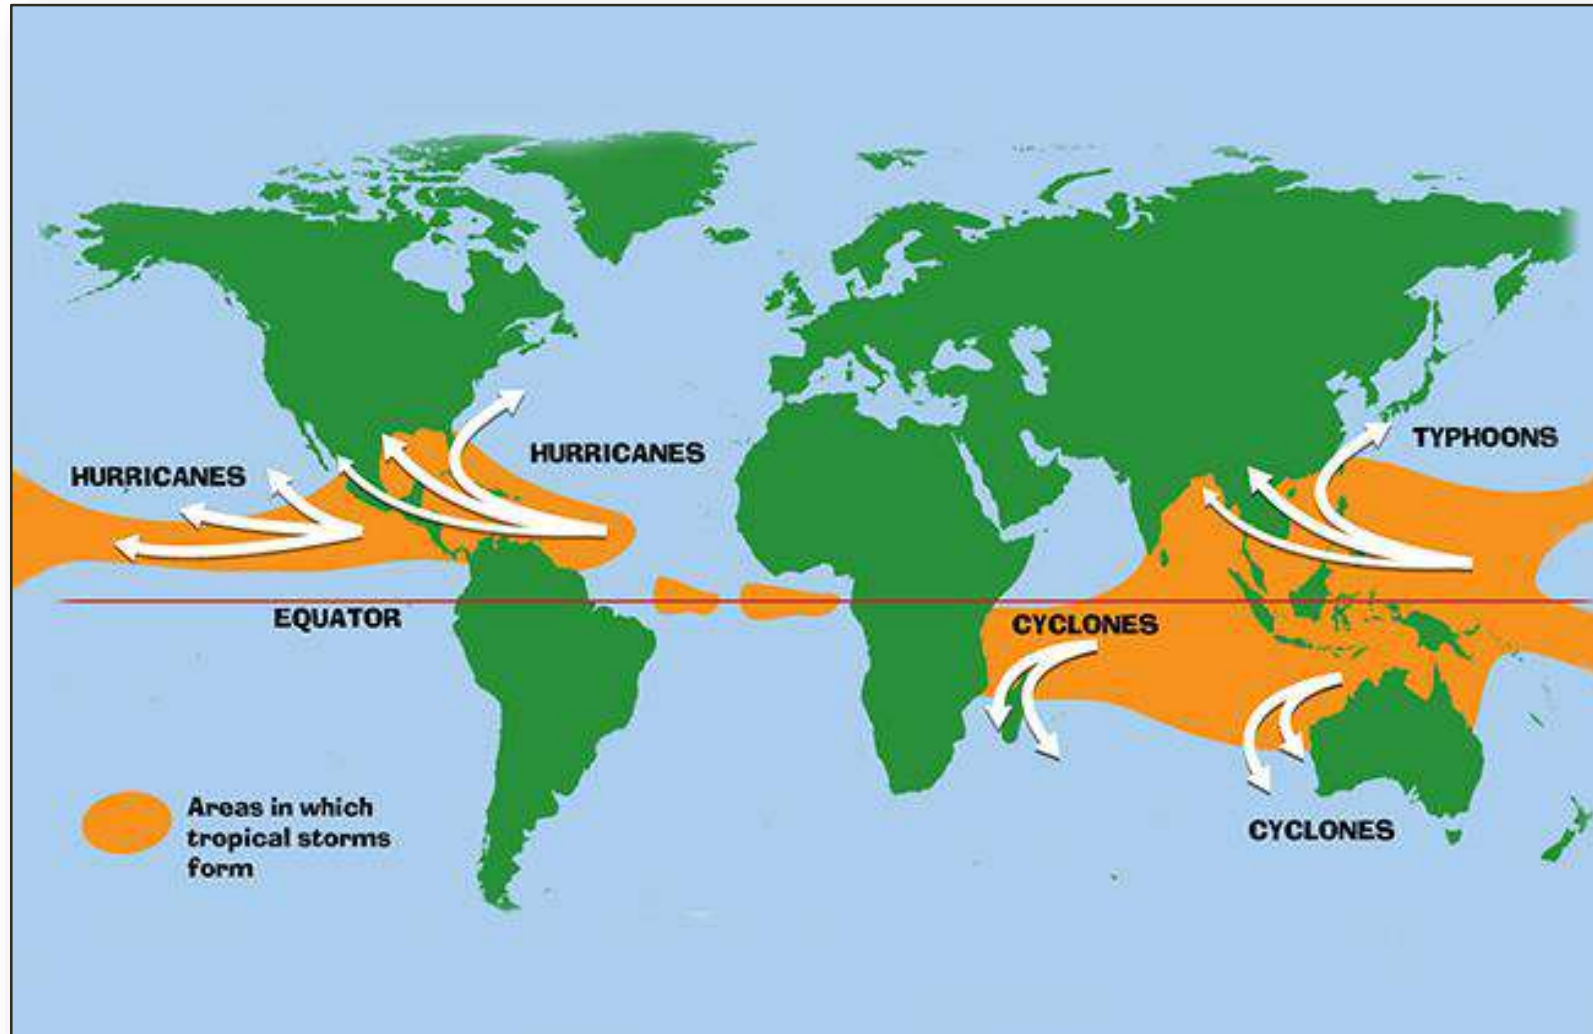 HURRICANES
HURRICANES
TYPHOONS
EQUATOR
CYCLONES
CYCLONES
Areas in which
tropical storms
form